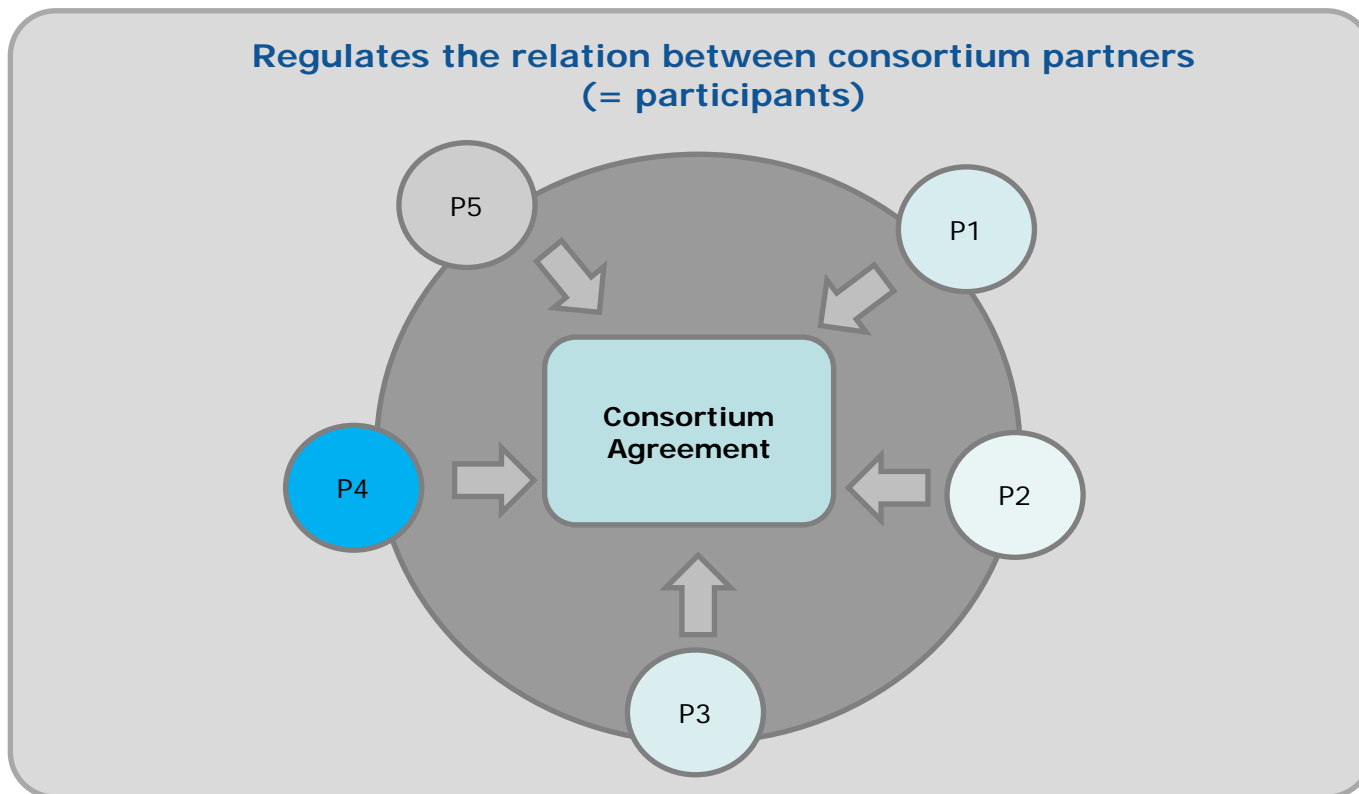 Regulates the relation between consortium partners
(= participants)
P5
P1
Consortium
Agreement
P4
P2
P3